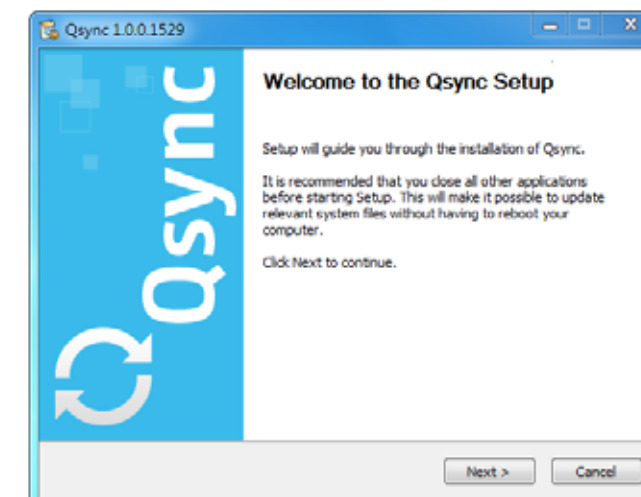 Qsync 1.0.0.1529
Qsync
Welcome to the Qsync Setup
Setup will guide you through the installation of Qsync.
It is recommended that you close all other applications
before starting Setup. This will make it possible to update
relevant system files without having to reboot your
computer.
Click Next to continue.
Next >
Cancel